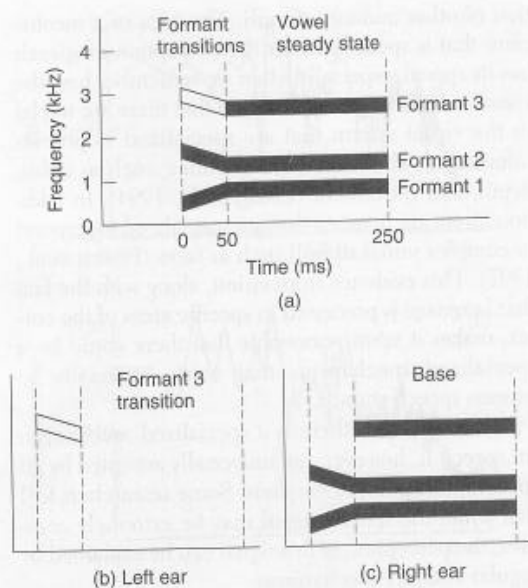 Formant transitions
Vowel steady state
Frequency (kHz)
4
3
2
1
0
Formant 3
Formant 2
Formant 1
0 50 250
Time (ms)
(a)
Formant 3 transition
Base
(b) Left ear
(c) Right ear